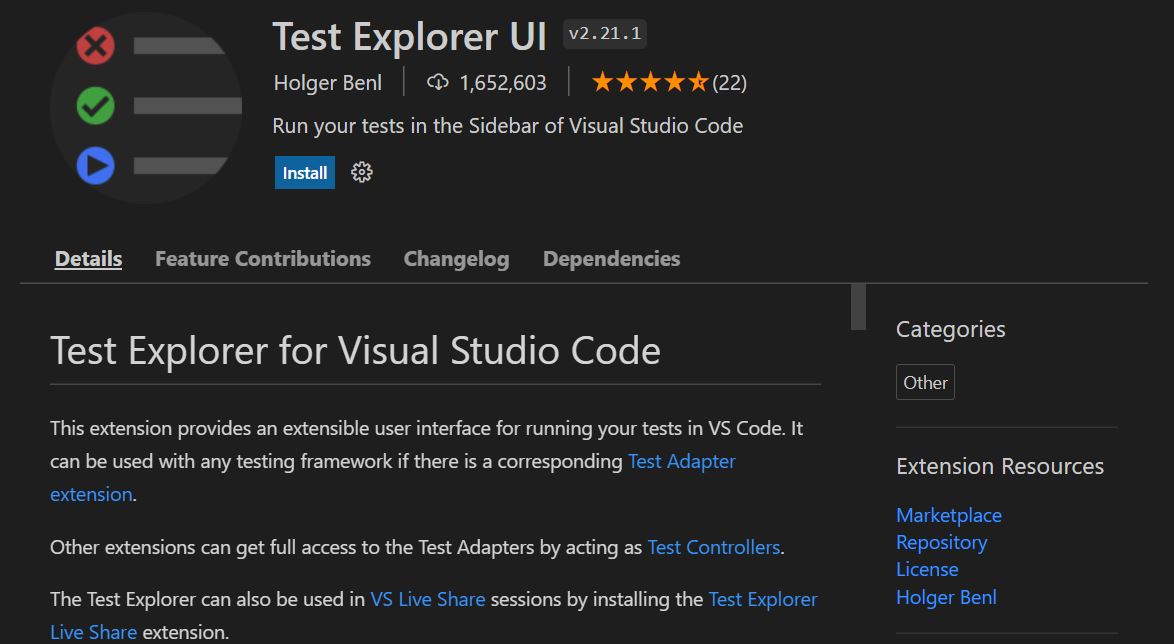 Test Explorer UI v2.21.1
Holger Benl 1,652,603 (22)
Run your tests in the Sidebar of Visual Studio Code
Install
Details Feature Contributions Changelog Dependencies
Test Explorer for Visual Studio Code
This extension provides an extensible user interface for running your tests in VS Code. It
can be used with any testing framework if there is a corresponding Test Adapter
extension.
Other extensions can get full access to the Test Adapters by acting as Test Controllers.
The Test Explorer can also be used in VS Live Share sessions by installing the Test Explorer
Live Share extension.
Categories
Other
Extension Resources
Marketplace
Repository
License
Holger Benl